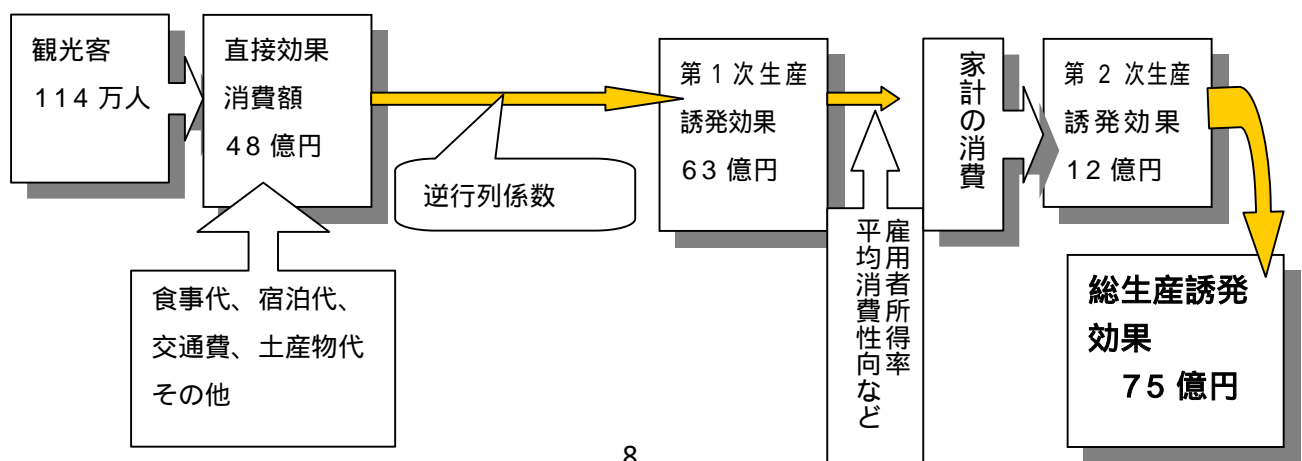 観光客
114万人
直接効果
消費額
48億円
逆行列係数
食事代、宿泊代、
交通費、土産物代
その他
第1次生産
誘発効果
63億円
雇用者所得率
平均消費性向など
家計の消費
第2次生産
誘発効果
12億円
総生産誘発
効果
75億円
8